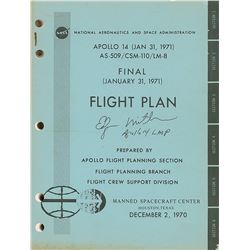 NASA
NATIONAL AERONAUTICS AND SPACE ADMINISTRATION
APOLLO 14 (JAN 31, 1971)
AS-509/CSM-110/LM-8
FINAL
(JANUARY 31, 1971)
FLIGHT PLAN
LMP
PREPARED BY
APOLLO FLIGHT PLANNING SECTION
FLIGHT PLANNING BRANCH
FLIGHT CREW SUPPORT DIVISION
MANNED SPACECRAFT CENTER
HOUSTON, TEXAS
DECEMBER 2, 1970